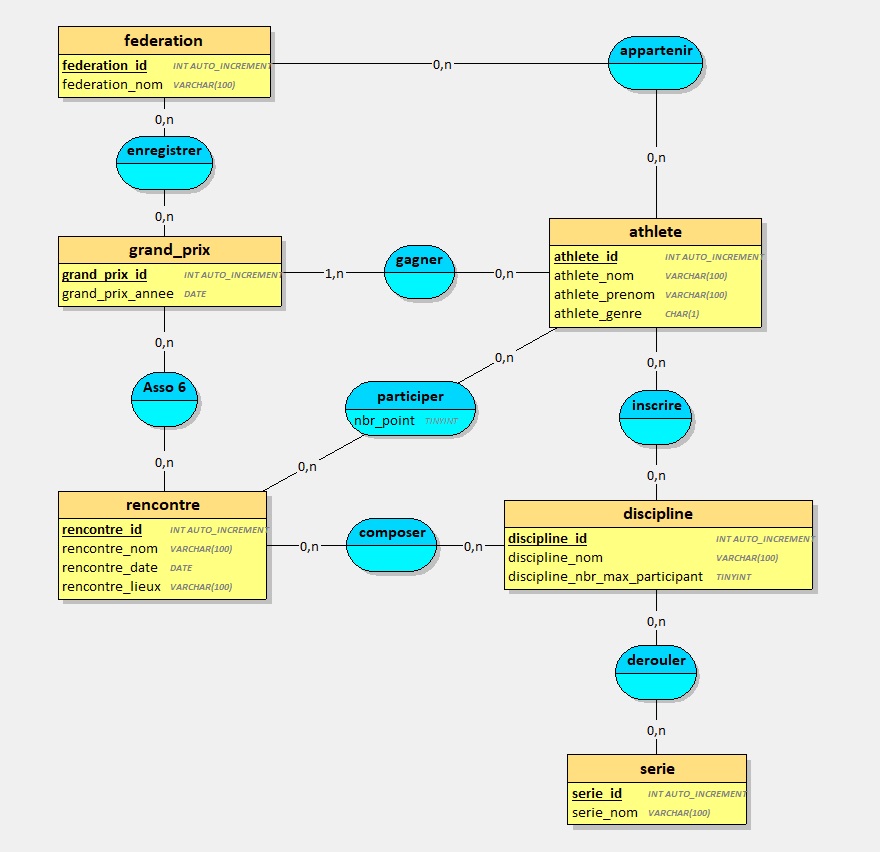 federation
federation_id INT AUTO_INCREMENT
federation_nom VARCHAR(100)
0,n
appartenir
0,n
enregistrer
0,n
0,n
grand_prix
grand_prix_id INT AUTO_INCREMENT
grand_prix_annee DATE
1,n
gagner
0,n
athlete
athlete_id INT AUTO_INCREMENT
athlete_nom VARCHAR(100)
athlete_prenom VARCHAR(100)
athlete_genre CHAR(1)
0,n
Asso 6
0,n
0,n
participer
nbr_point TINYINT
0,n
0,n
inscrire
0,n
rencontre
rencontre_id INT AUTO_INCREMENT
rencontre_nom VARCHAR(100)
rencontre_date DATE
rencontre_lieux VARCHAR(100)
0,n
composer
0,n
discipline
discipline_id INT AUTO_INCREMENT
discipline_nom VARCHAR(100)
discipline_nbr_max_participant TINYINT
0,n
derouler
0,n
serie
serie_id INT AUTO_INCREMENT
serie_nom VARCHAR(100)